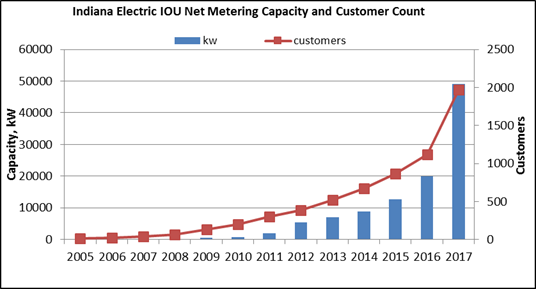 Indiana Electric IOU Net Metering Capacity and Customer Count
kw customers
60000 2500
50000 2000
40000
30000 1500
20000 1000
10000 500
0 0
Capacity, kW
Customers
2005 2006 2007 2008 2009 2010 2011 2012 2013 2014 2015 2016 2017